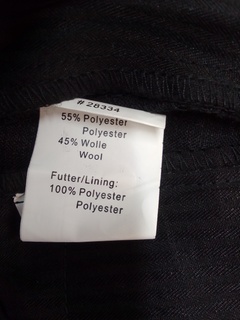 # 28334
55% Polyester
Polyester
45% Wolle
Wool
Futter/Lining:
100% Polyester
Polyester